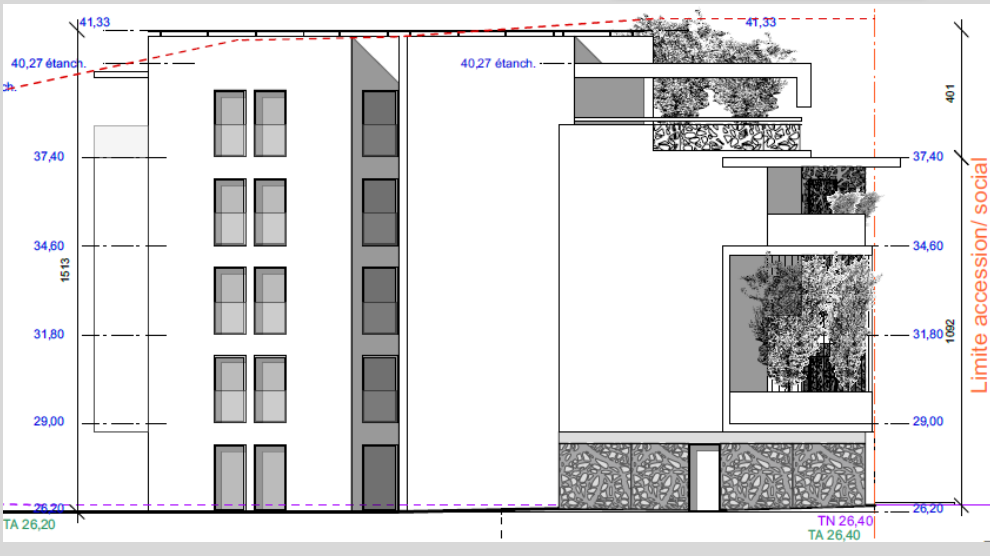 41,33
41,33
40,27 étanch.
40,27 étanch.
ch.
401
37,40
37,40
34,60
34,60
1513
31,80
31,80
1092
29,00
29,00
26,20
26,20
TA 26,20
TN 26,40
TA 26,40
Limite accession/ social